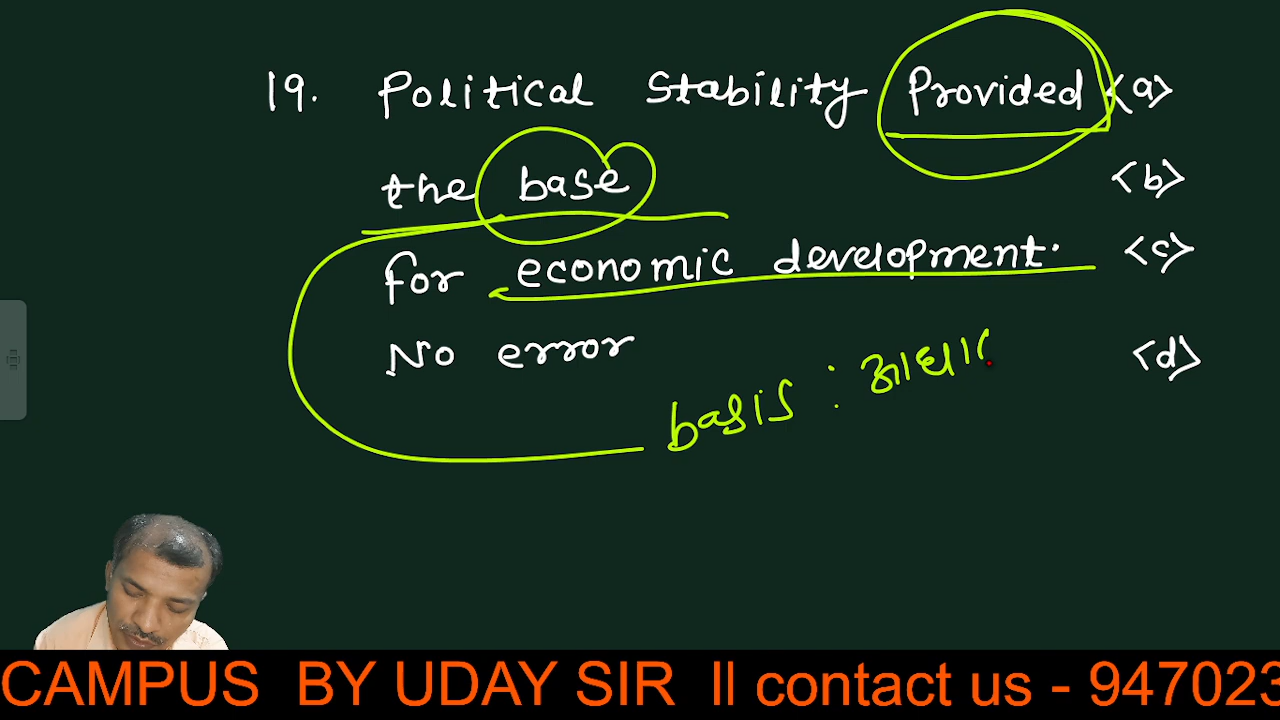 19. Political Stability Provided <a>
the base <b>
for economic development. <c>
No error <d>
basis : आधा
CAMPUS BY UDAY SIR ll contact us - 947023